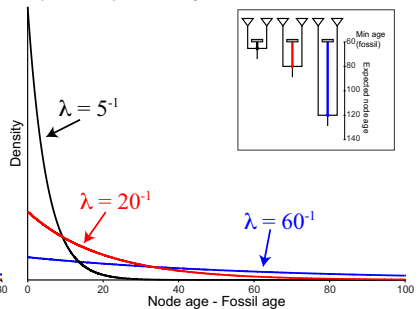 Min age
(fossil)
60
80
100
120
140
Expected node age
Density
λ = 5⁻¹
λ = 20⁻¹
λ = 60⁻¹
0
20
40
60
80
100
Node age - Fossil age